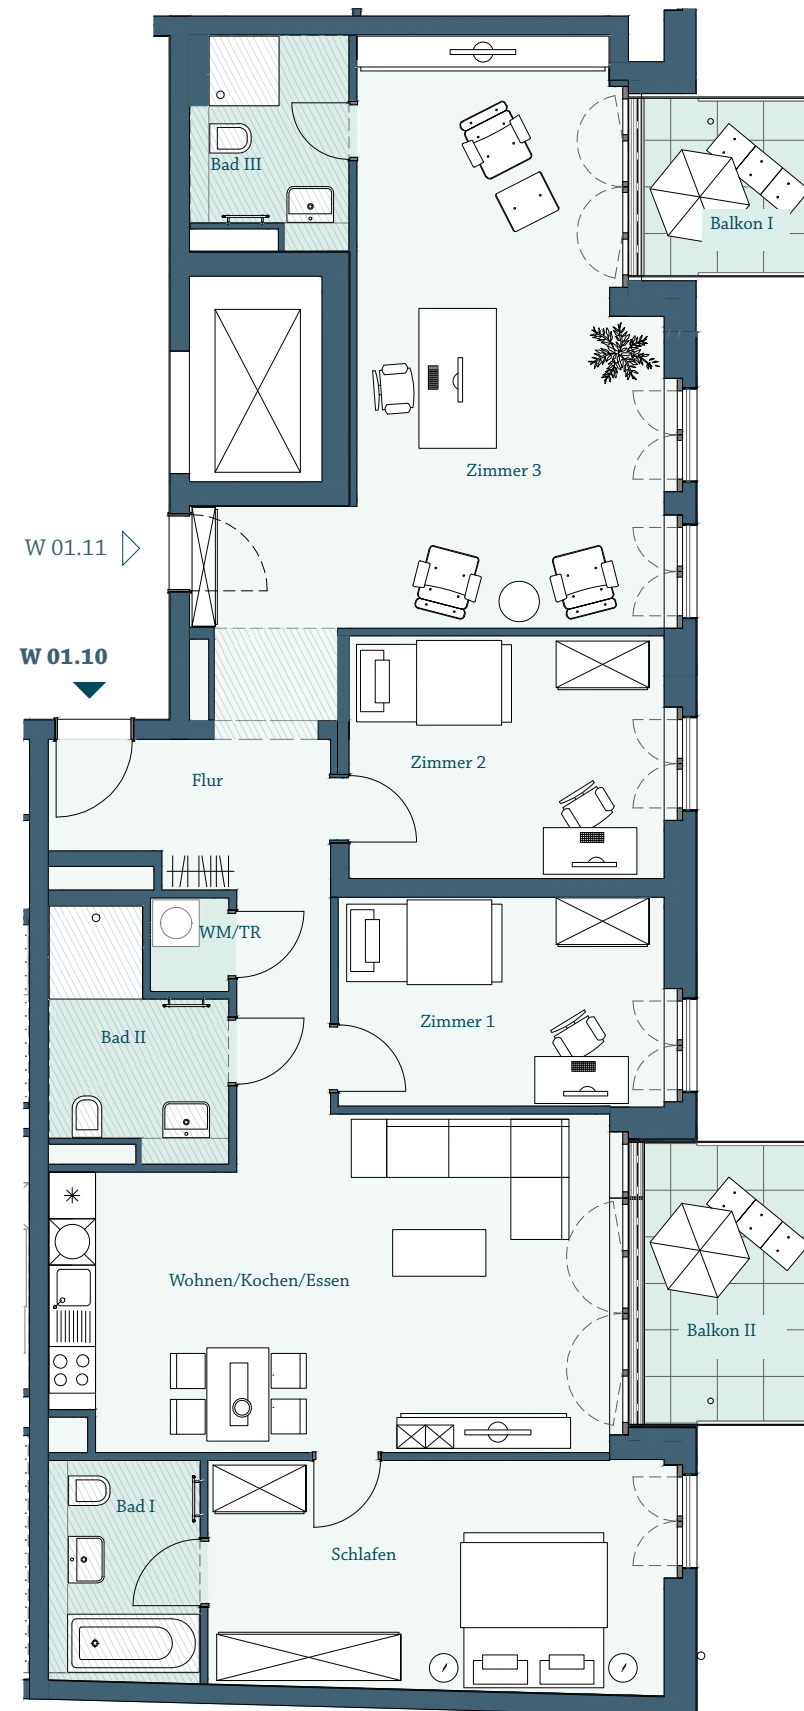 Bad III
Balkon I
Zimmer 3
W 01.11
W 01.10
Zimmer 2
Flur
WM/TR
Zimmer 1
Bad II
Wohnen/Kochen/Essen
Balkon II
Bad I
Schlafen